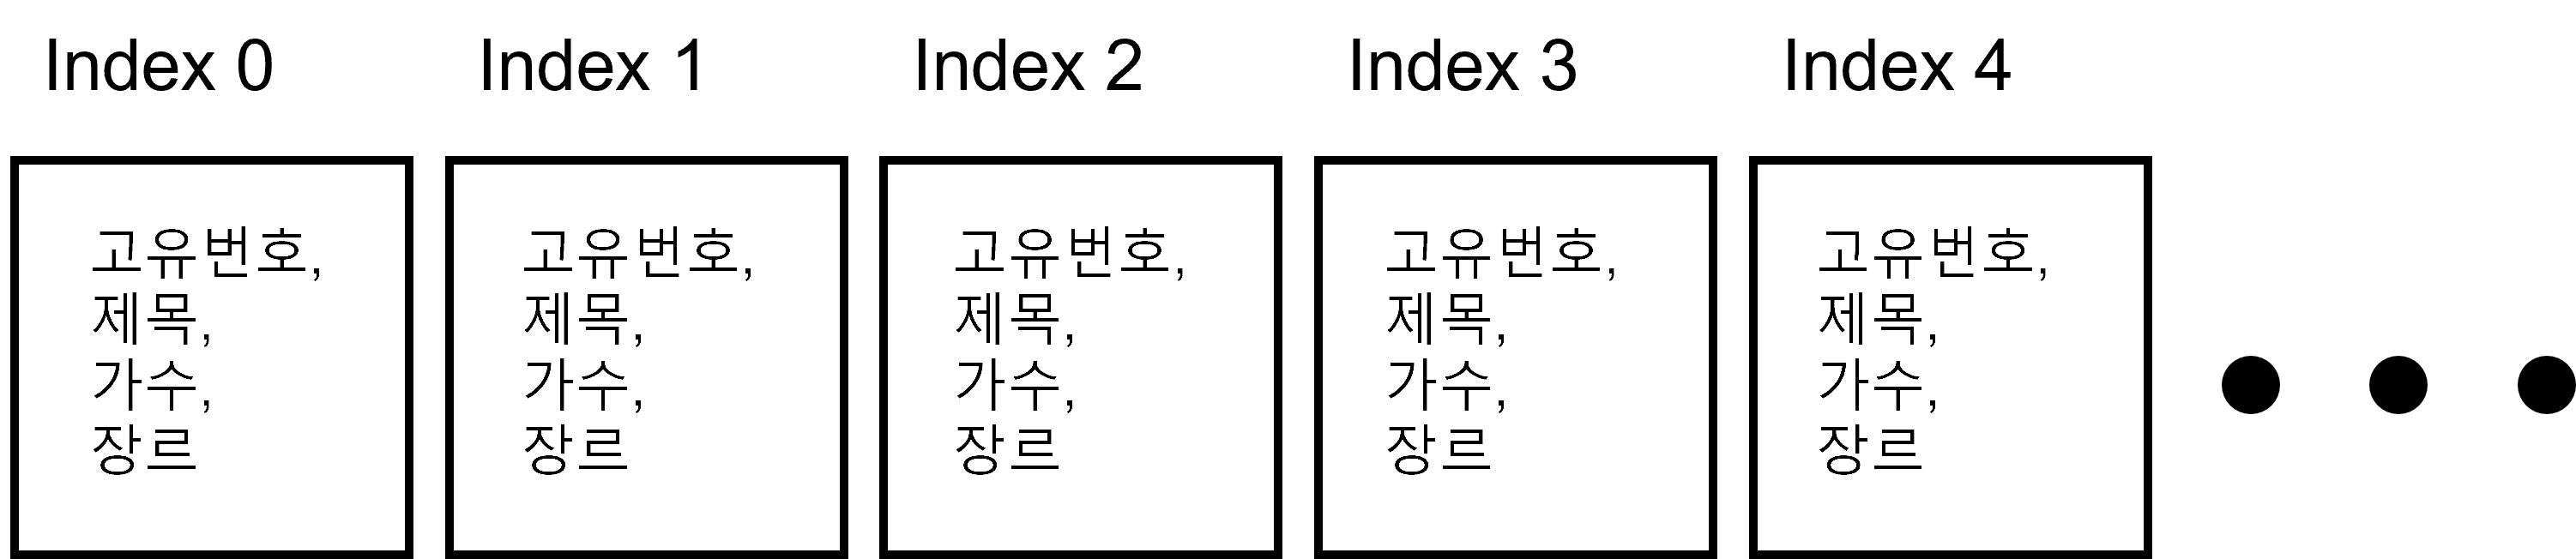 Index 0 Index 1 Index 2 Index 3 Index 4
고유번호, 고유번호, 고유번호, 고유번호, 고유번호,
제목, 제목, 제목, 제목, 제목,
가수, 가수, 가수, 가수, 가수,
장르 장르 장르 장르 장르